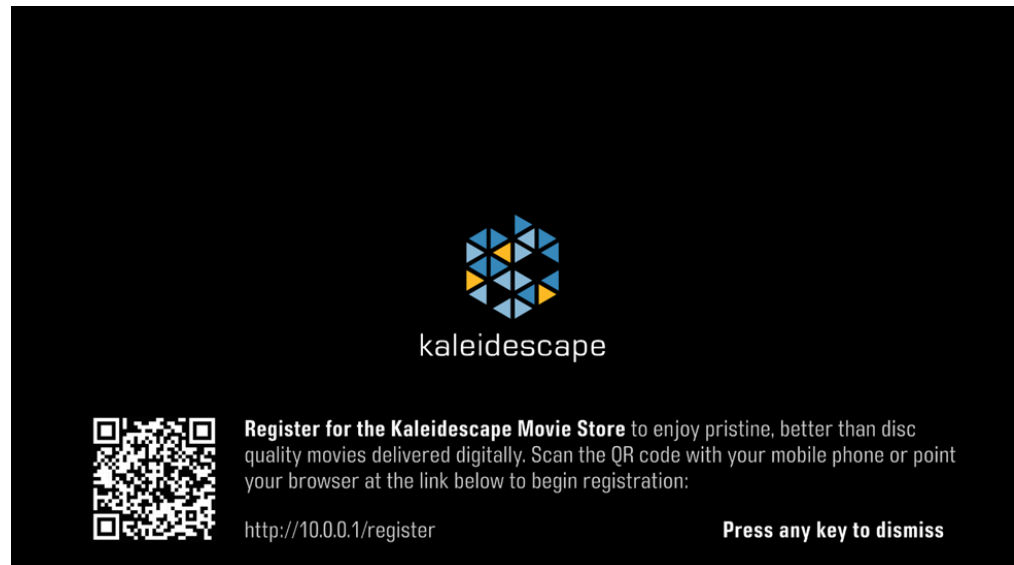 kaleidescape
Register for the Kaleidescape Movie Store to enjoy pristine, better than disc
quality movies delivered digitally. Scan the QR code with your mobile phone or point
your browser at the link below to begin registration:
http://10.0.0.1/register
Press any key to dismiss